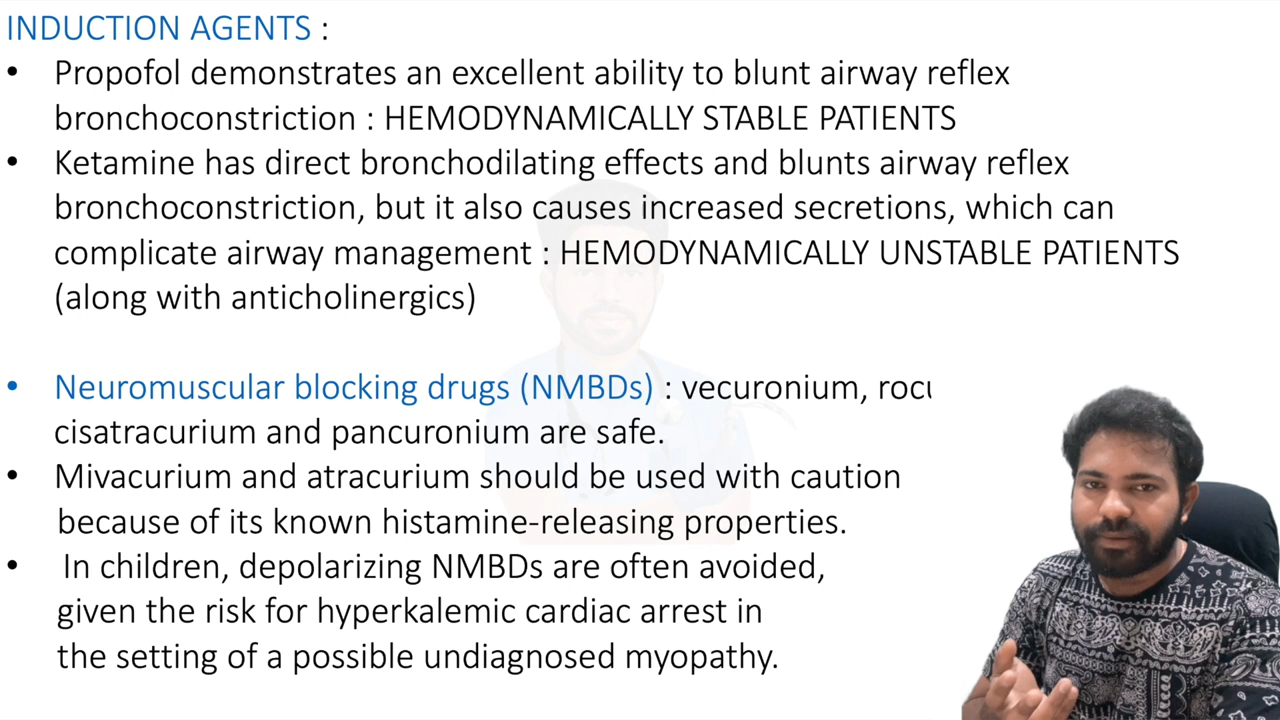 INDUCTION AGENTS :
• Propofol demonstrates an excellent ability to blunt airway reflex
bronchoconstriction : HEMODYNAMICALLY STABLE PATIENTS
• Ketamine has direct bronchodilating effects and blunts airway reflex
bronchoconstriction, but it also causes increased secretions, which can
complicate airway management : HEMODYNAMICALLY UNSTABLE PATIENTS
(along with anticholinergics)
• Neuromuscular blocking drugs (NMBDs) : vecuronium,
cisatracurium and pancuronium are safe.
• Mivacurium and atracurium should be used with caution
because of its known histamine-releasing properties.
• In children, depolarizing NMBDs are often avoided,
given the risk for hyperkalemic cardiac arrest in
the setting of a possible undiagnosed myopathy.